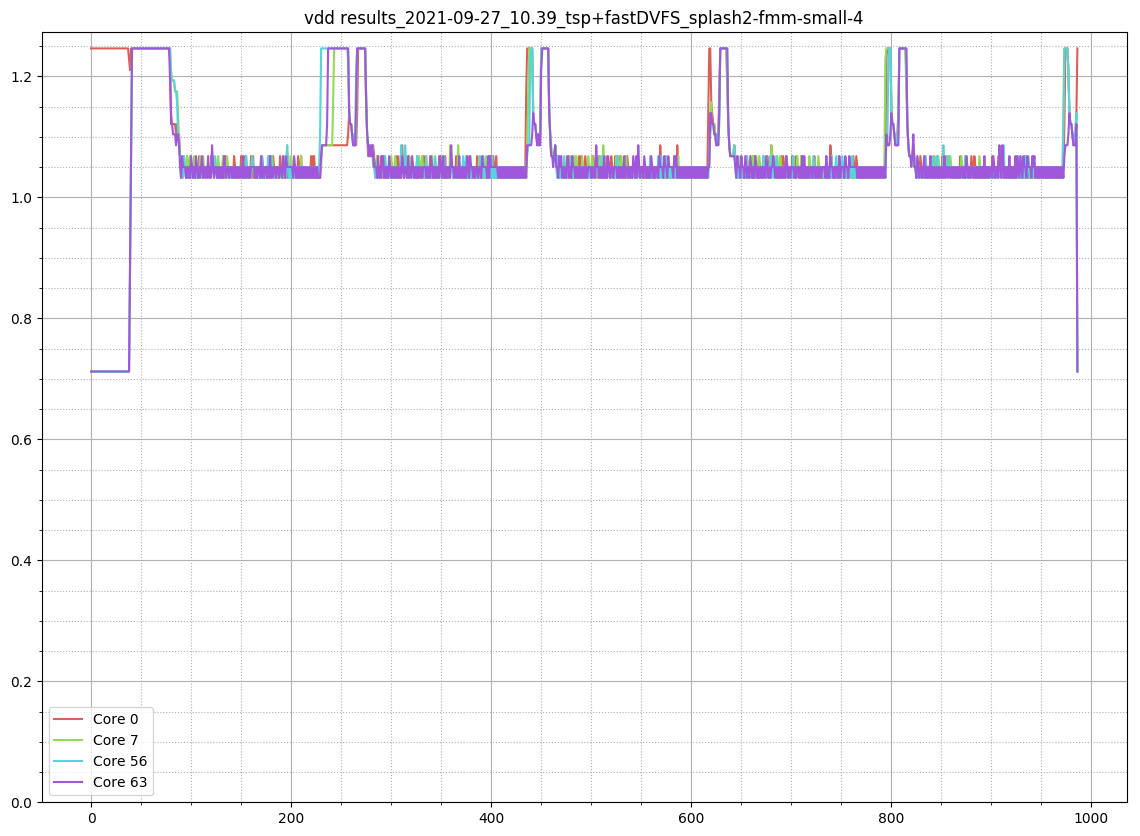 vdd results_2021-09-27_10.39_tsp+fastDVFS_splash2-fmm-small-4
1.2
1.0
0.8
0.6
0.4
0.2
0.0
Core 0
Core 7
Core 56
Core 63
0 200 400 600 800 1000